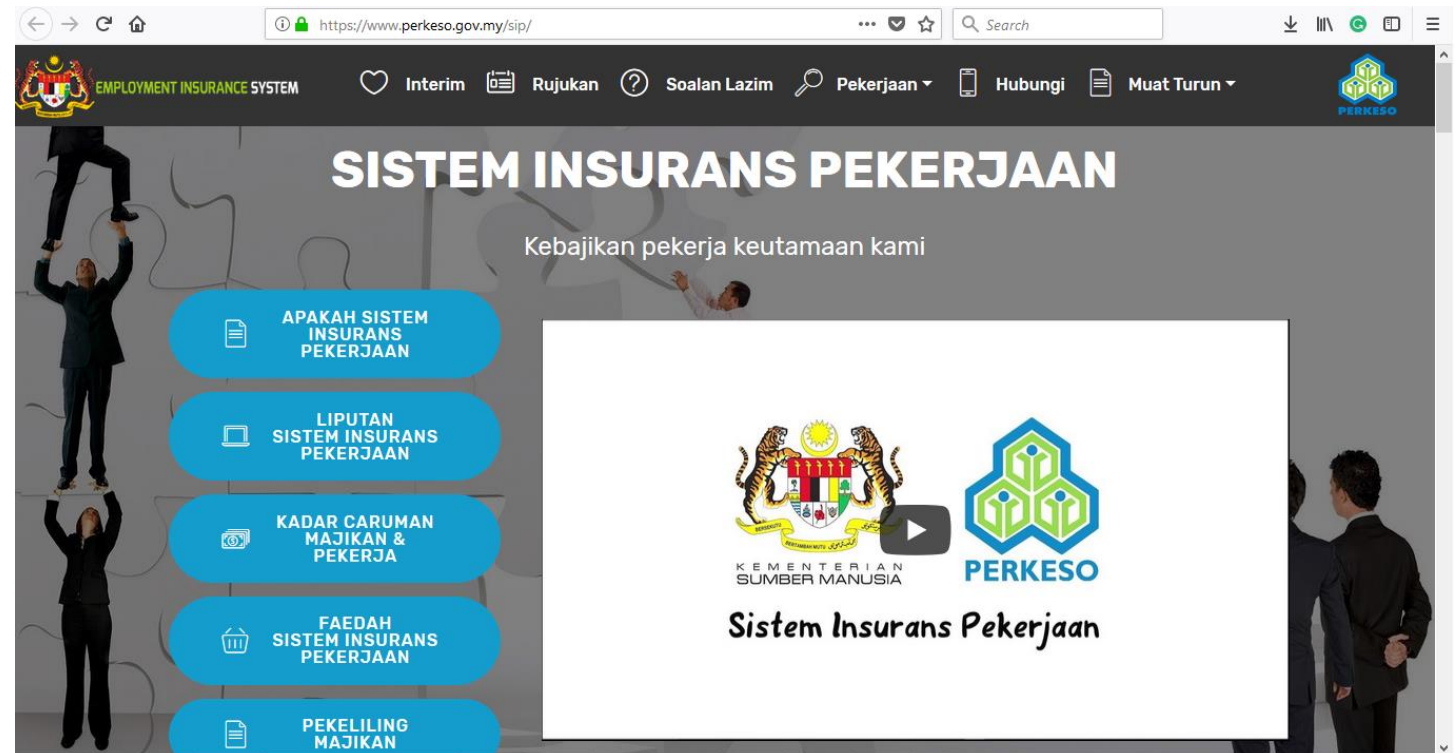 https://www.perkeso.gov.my/sip/
Search
EMPLOYMENT INSURANCE SYSTEM
Interim
Rujukan
Soalan Lazim
Pekerjaan
Hubungi
Muat Turun
PERKESO
SISTEM INSURANS PEKERJAAN
Kebajikan pekerja keutamaan kami
APAKAH SISTEM
INSURANS
PEKERJAAN
LIPUTAN
SISTEM INSURANS
PEKERJAAN
KADAR CARUMAN
MAJIKAN &
PEKERJA
FAEDAH
SISTEM INSURANS
PEKERJAAN
PEKELILING
MAJIKAN
KEMENTERIAN
SUMBER MANUSIA
PERKESO
Sistem Insurans Pekerjaan